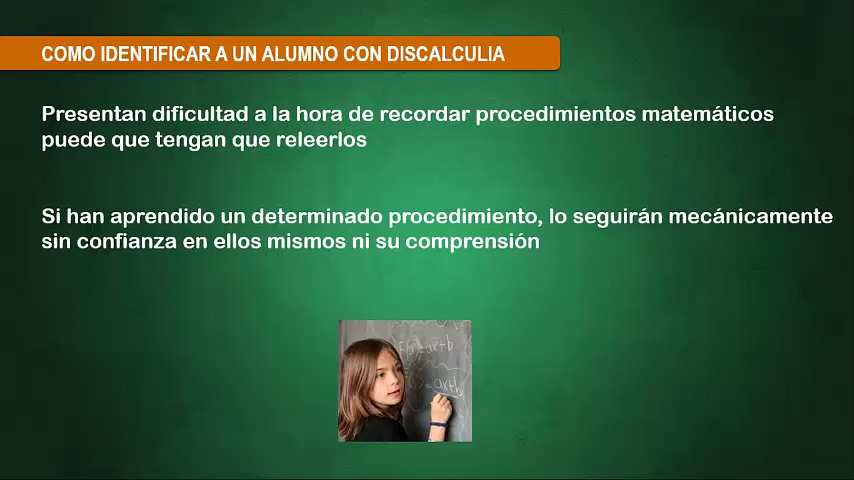 COMO IDENTIFICAR A UN ALUMNO CON DISCALCULIA
Presentan dificultad a la hora de recordar procedimientos matemáticos
puede que tengan que releerlos
Si han aprendido un determinado procedimiento, lo seguirán mecánicamente
sin confianza en ellos mismos ni su comprensión
ax+b